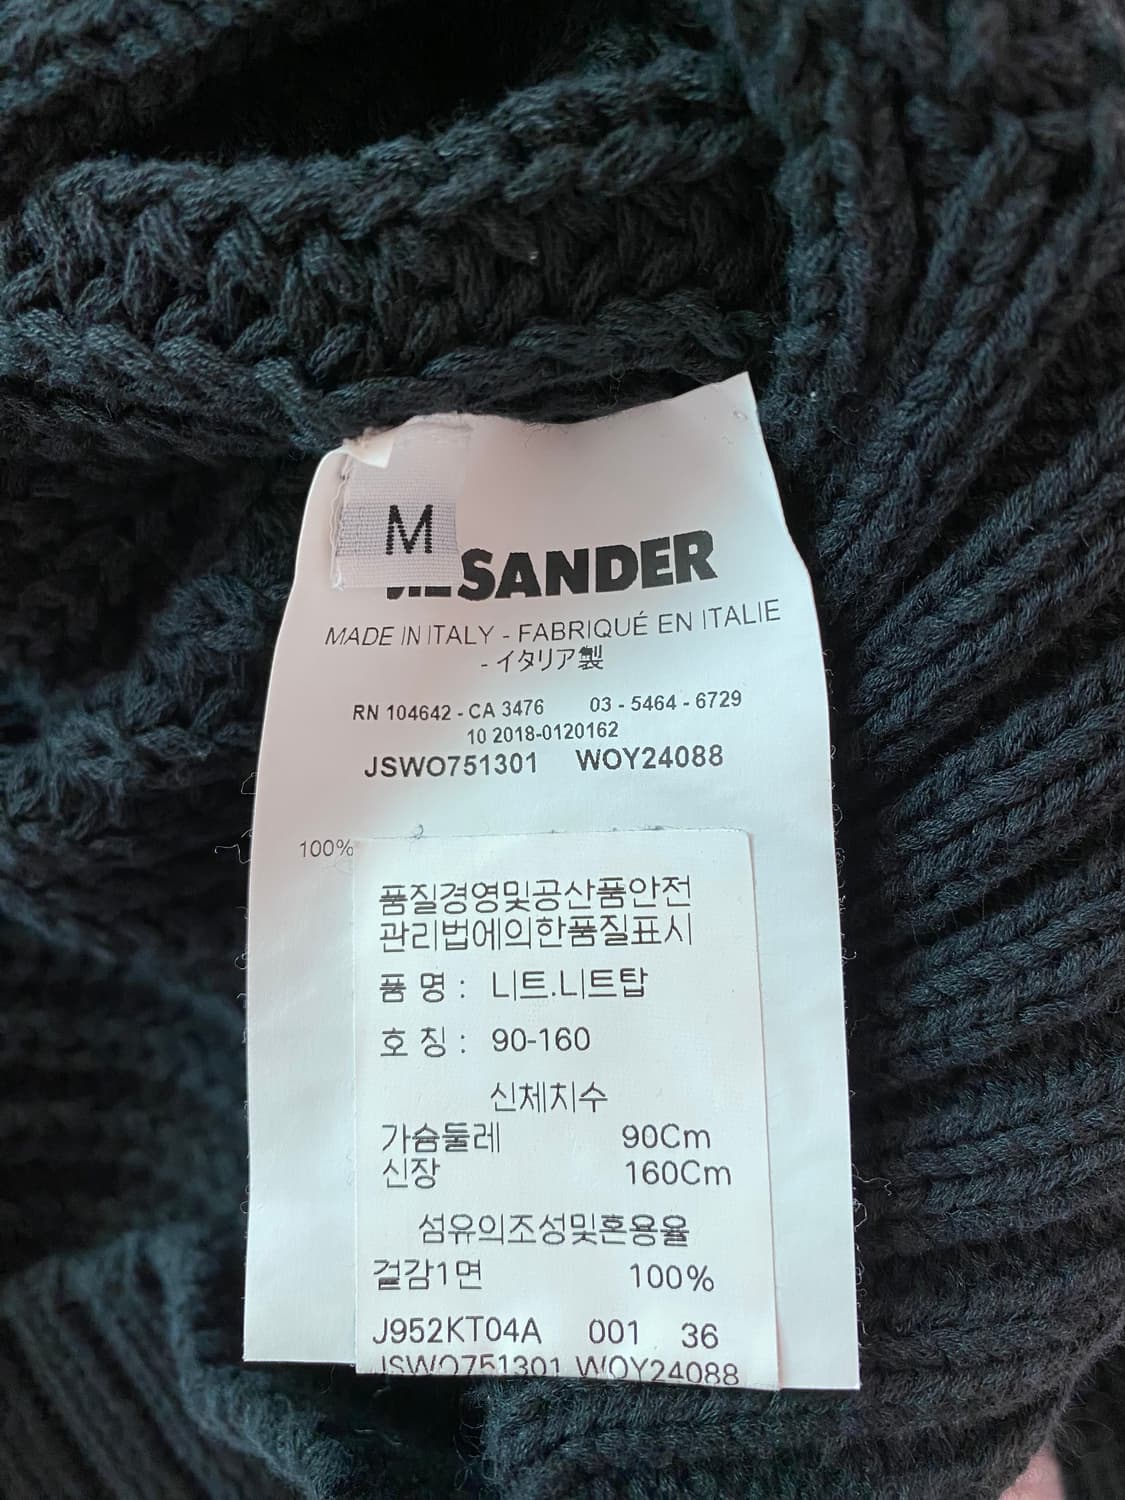 M
SANDER
MADE IN ITALY - FABRIQUÉ EN ITALIE
- イタリア製
RN 104642 - CA 3476 03 - 5464 - 6729
10 2018-0120162
JSWO751301 WOY24088
100%
품질경영및공산품안전
관리법에의한품질표시
품 명 : 니트.니트탑
호 칭 : 90-160
신체치수
가슴둘레 90Cm
신장 160Cm
섬유의조성및혼용율
겉감1면 100%
J952KT04A 001 36
JSWO751301 WOY24088